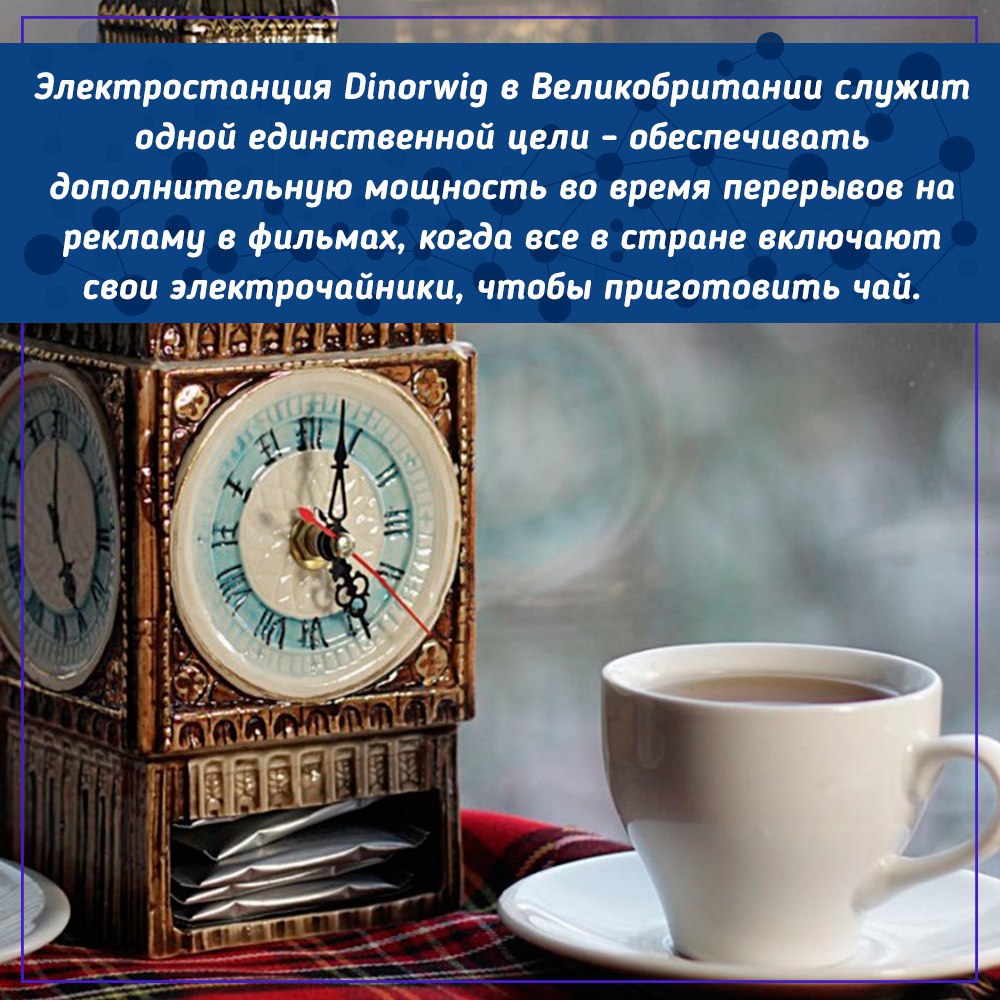 Электростанция Dinorwig в Великобритании служит
одной единственной цели - обеспечивать
дополнительную мощность во время перерывов на
рекламу в фильмах, когда все в стране включают
свои электрочайники, чтобы приготовить чай.